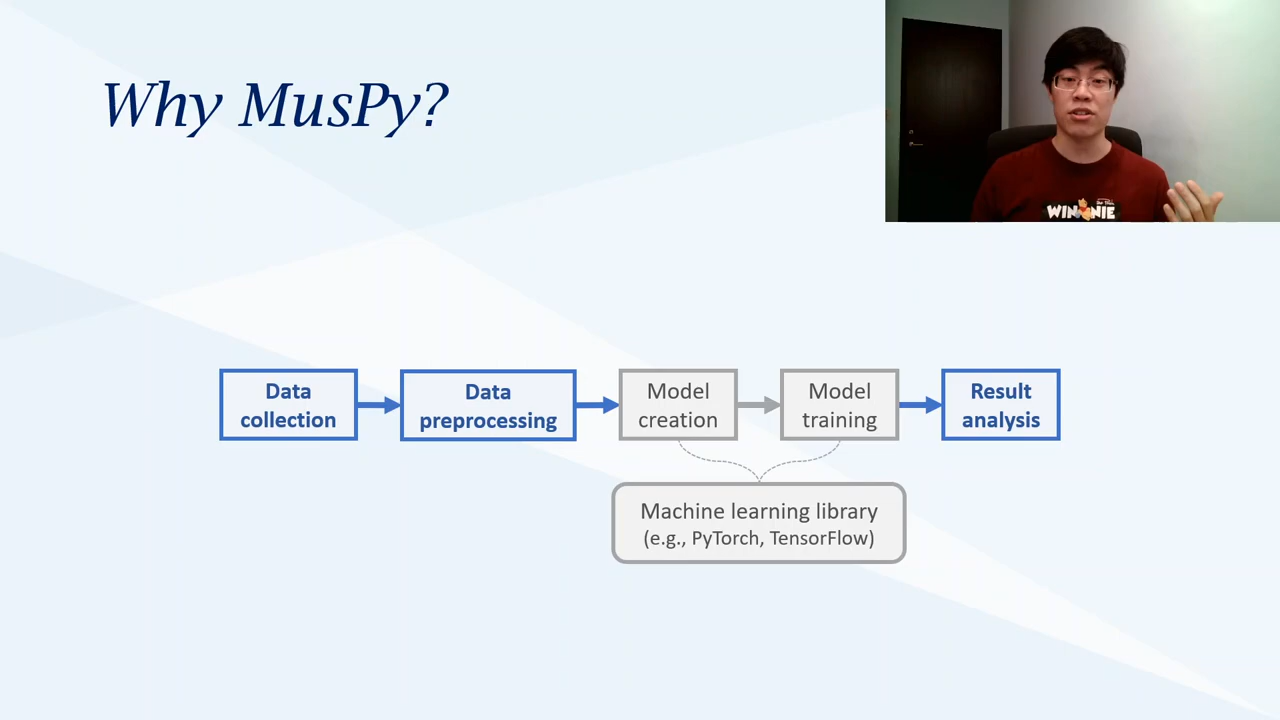 Why MusPy?
WINNIE
Data
collection
Data
preprocessing
Model
creation
Model
training
Result
analysis
Machine learning library
(e.g., PyTorch, TensorFlow)